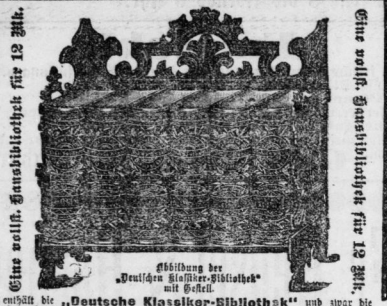 Eine vollst. Hausbibliothek für 12 Mk.
Eine vollst. Hausbibliothek für 12 Mk.
Abbildung der
„Deutschen Klassiker-Bibliothek“
mit Gestell.
enthält die „Deutsche Klassiker-Bibliothek“ und zwar die